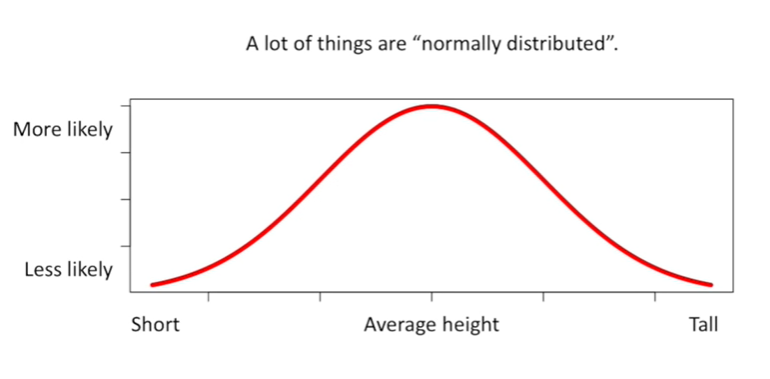 A lot of things are “normally distributed”.
More likely
Less likely
Short
Average height
Tall